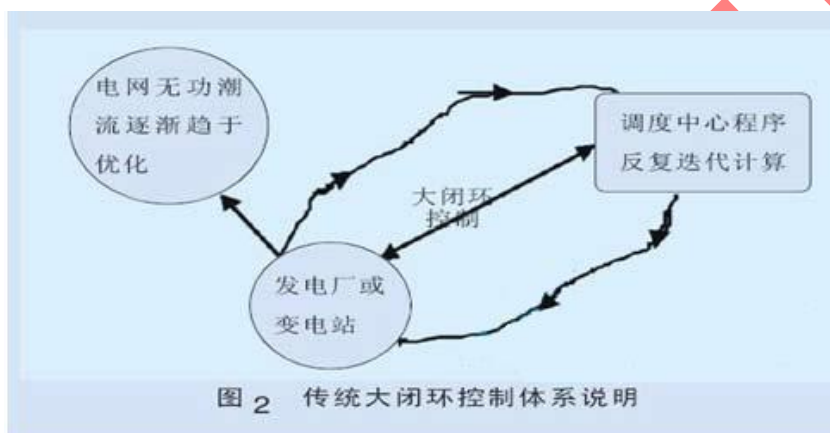 电网无功潮
流逐渐趋于
优化
调度中心程序
反复迭代计算
大闭环
控制
发电厂或
变电站
图 2 传统大闭环控制体系说明